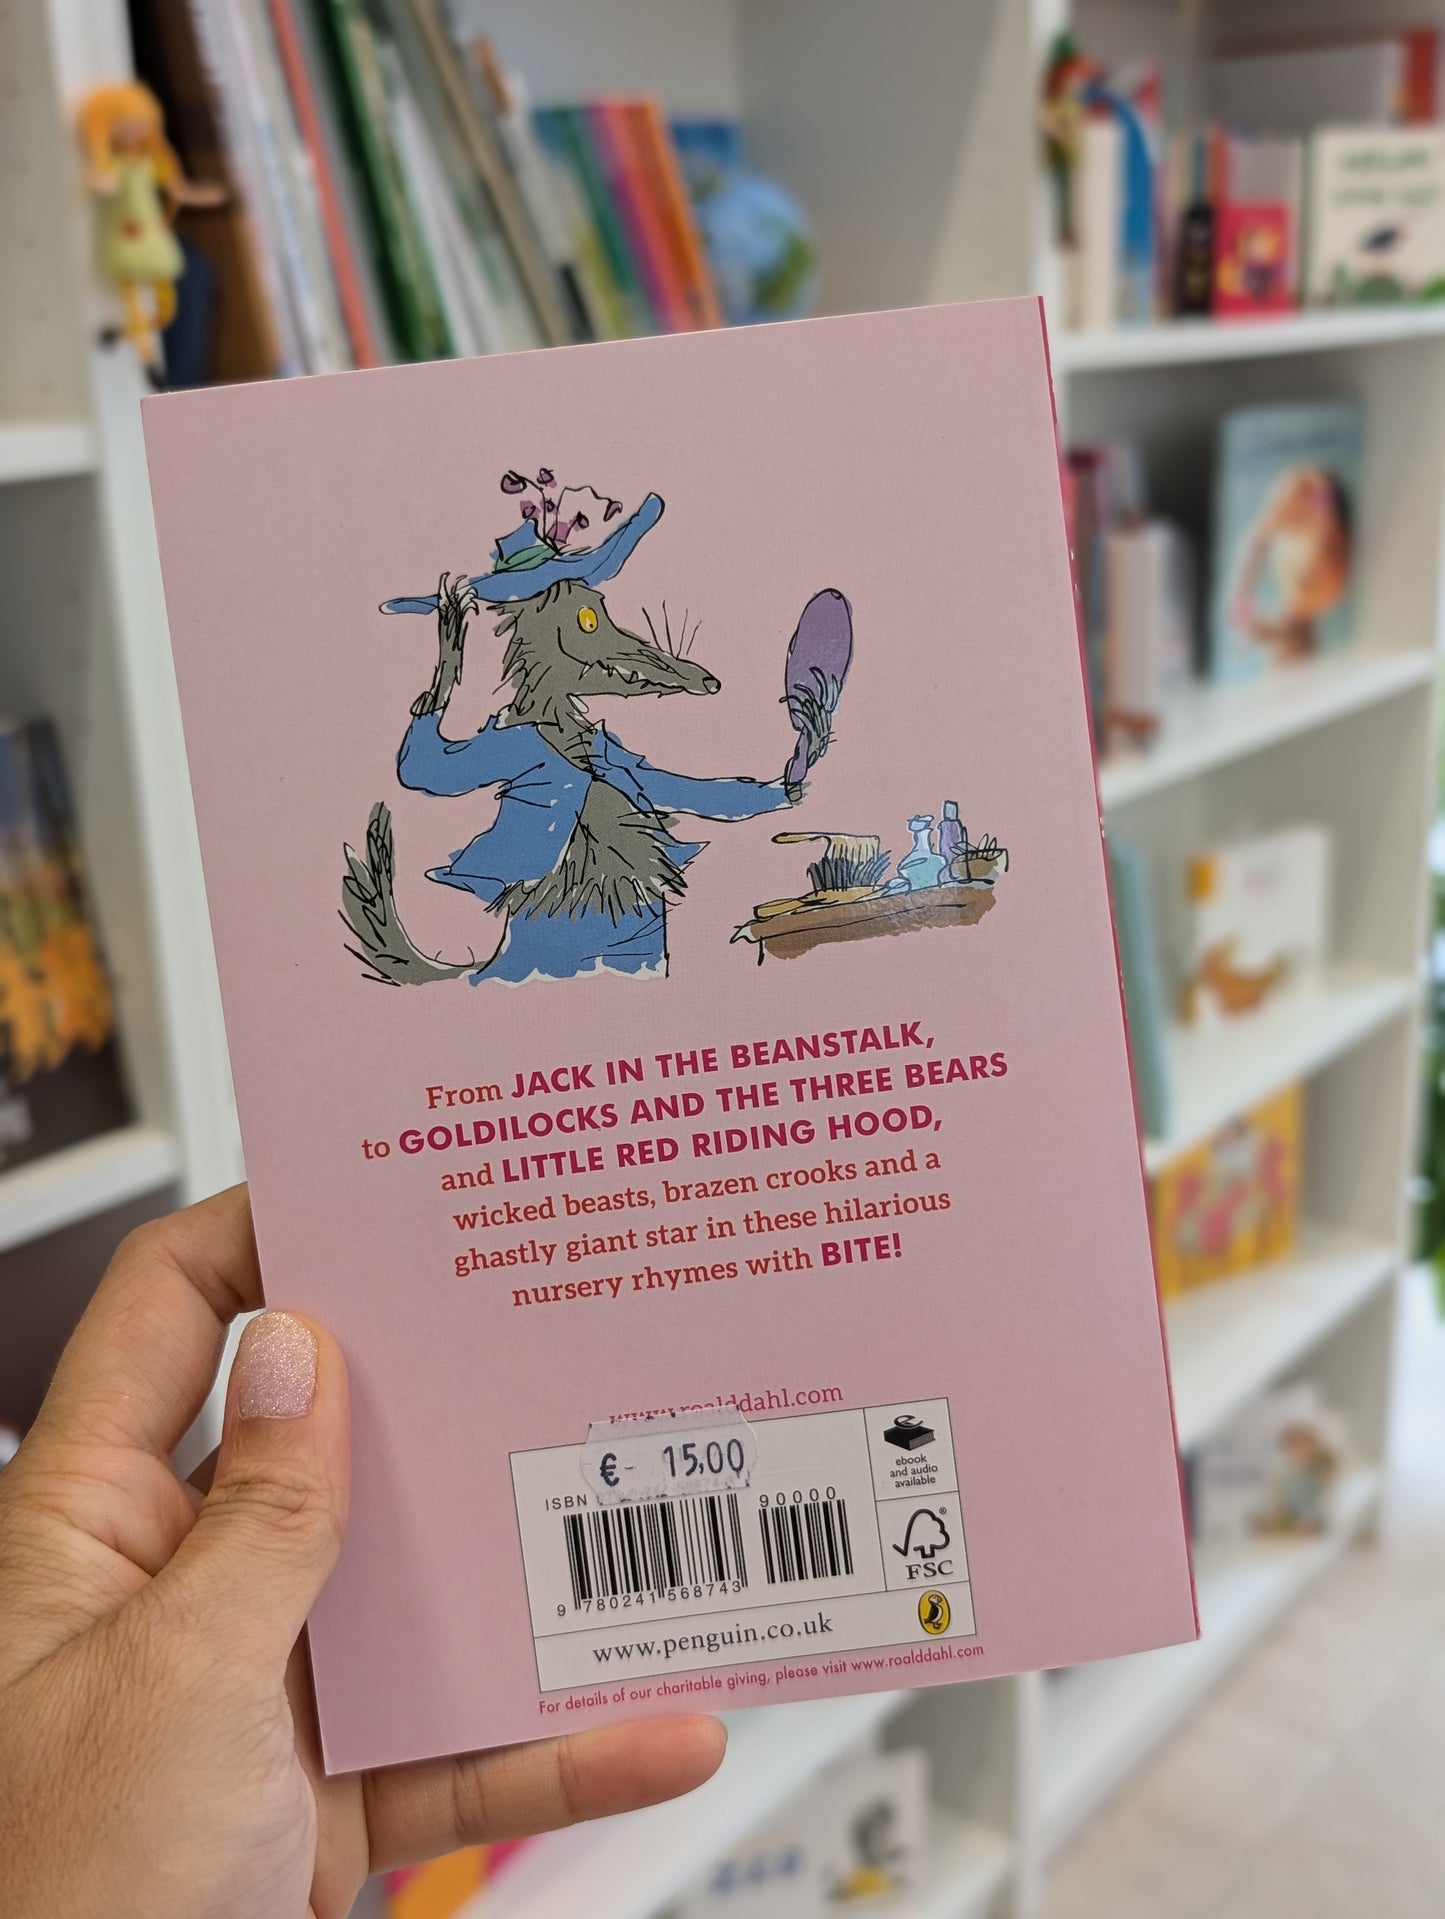 From JACK IN THE BEANSTALK,
to GOLDILOCKS AND THE THREE BEARS
and LITTLE RED RIDING HOOD,
wicked beasts, brazen crooks and a
ghastly giant star in these hilarious
nursery rhymes with BITE!
www.roalddahl.com
€- 15,00
ISBN
90000
9 780241 568743
ebook
and audio
available
FSC
®
www.penguin.co.uk
For details of our charitable giving, please visit www.roalddahl.com